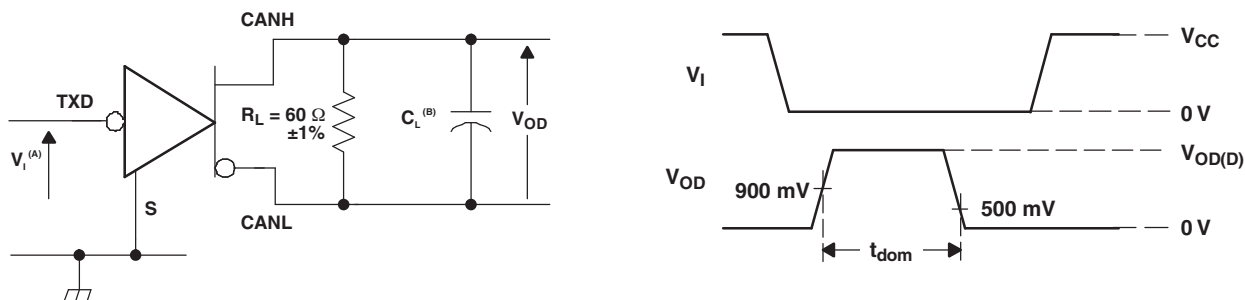 CANH
TXD
R_L = 60 Ω
±1%
C_L^(B)
V_OD
V_I^(A)
S
CANL
V_I
V_CC
0 V
V_OD
900 mV
V_OD(D)
500 mV
0 V
t_dom